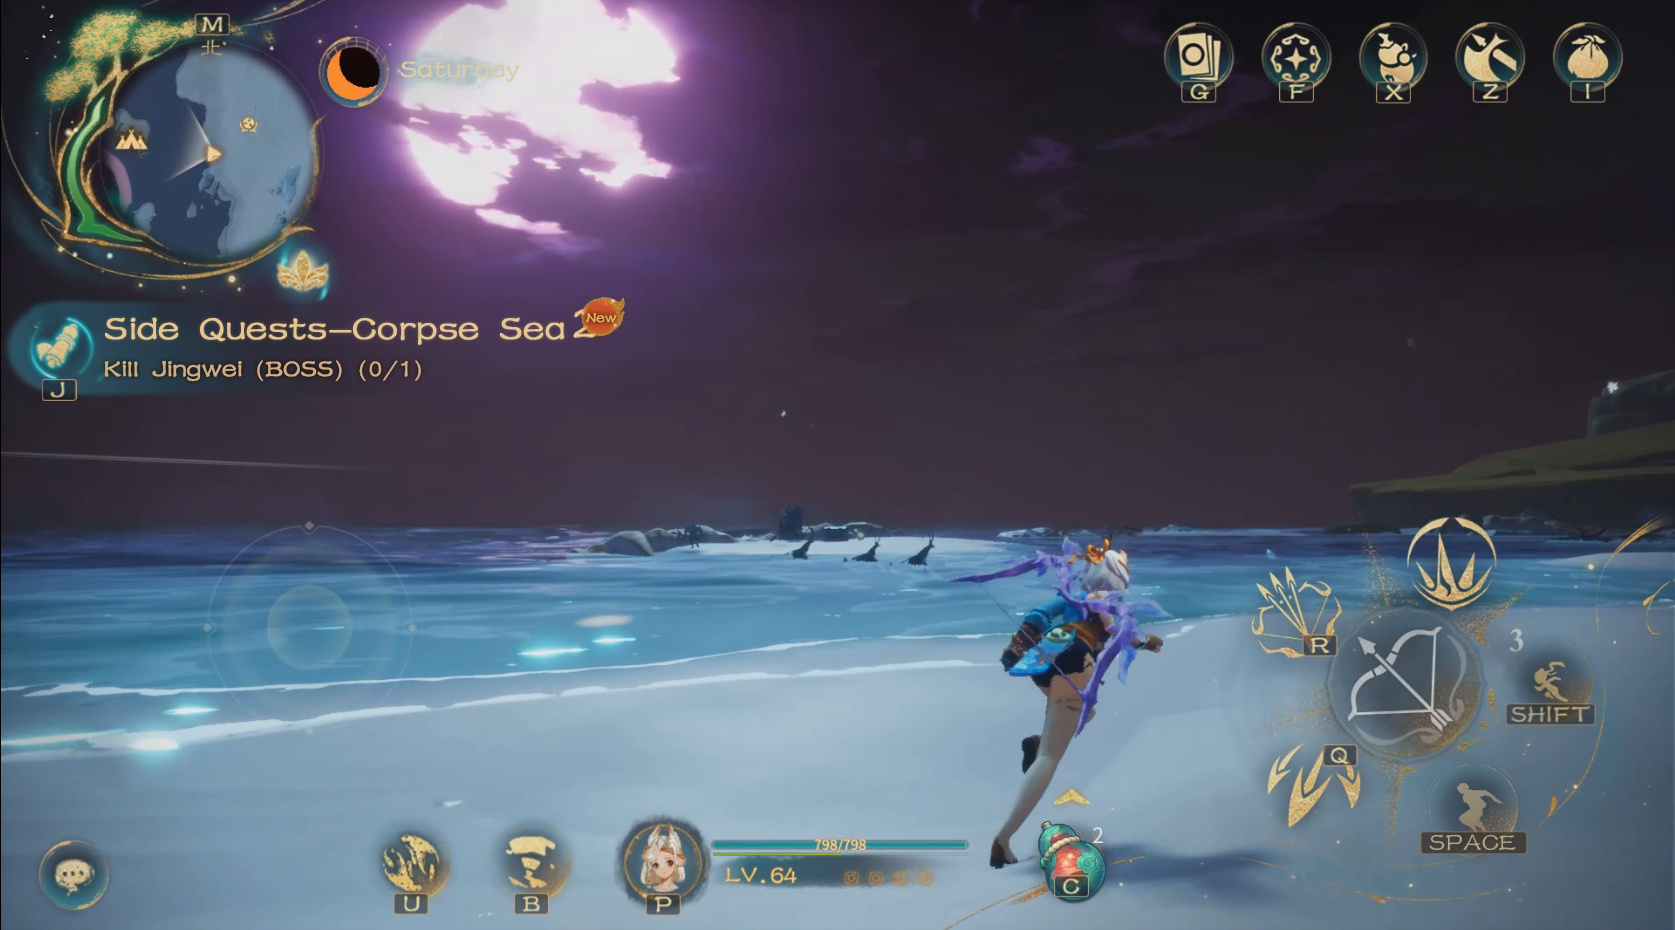 M
北
Saturday
G
F
X
Z
I
Side Quests—Corpse Sea 2
New
Kill Jingwei (BOSS) (0/1)
J
R
3
SHIFT
Q
SPACE
2
C
798/798
LV.64
U
B
P